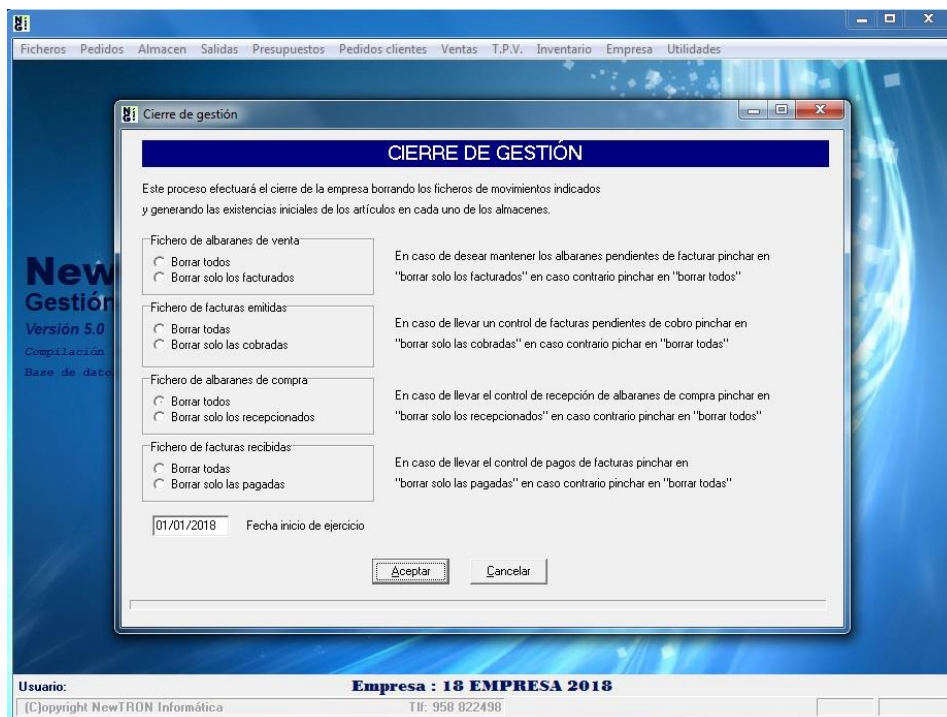 Ficheros Pedidos Almacen Salidas Presupuestos Pedidos clientes Ventas T.P.V. Inventario Empresa Utilidades
Cierre de gestión
CIERRE DE GESTIÓN
Este proceso efectuará el cierre de la empresa borrando los ficheros de movimientos indicados
y generando las existencias iniciales de los artículos en cada uno de los almacenes.
Fichero de albaranes de venta
Borrar todos
Borrar solo los facturados
En caso de desear mantener los albaranes pendientes de facturar pinchar en
"borrar solo los facturados" en caso contrario pinchar en "borrar todos"
Fichero de facturas emitidas
Borrar todas
Borrar solo las cobradas
En caso de llevar un control de facturas pendientes de cobro pinchar en
"borrar solo las cobradas" en caso contrario pichar en "borrar todas"
Fichero de albaranes de compra
Borrar todos
Borrar solo los recepcionados
En caso de llevar el control de recepción de albaranes de compra pinchar en
"borrar solo los recepcionados" en caso contrario pinchar en "borrar todos"
Fichero de facturas recibidas
Borrar todas
Borrar solo las pagadas
En caso de llevar el control de pagos de facturas pinchar en
"borrar solo las pagadas" en caso contrario pinchar en "borrar todas"
01/01/2018 Fecha inicio de ejercicio
Aceptar Cancelar
New
Gestión
Versión 5.0
Compilación
Base de dato
Usuario: Empresa : 18 EMPRESA 2018
(C)opyright NewTRON Informática Tlf: 958 822498